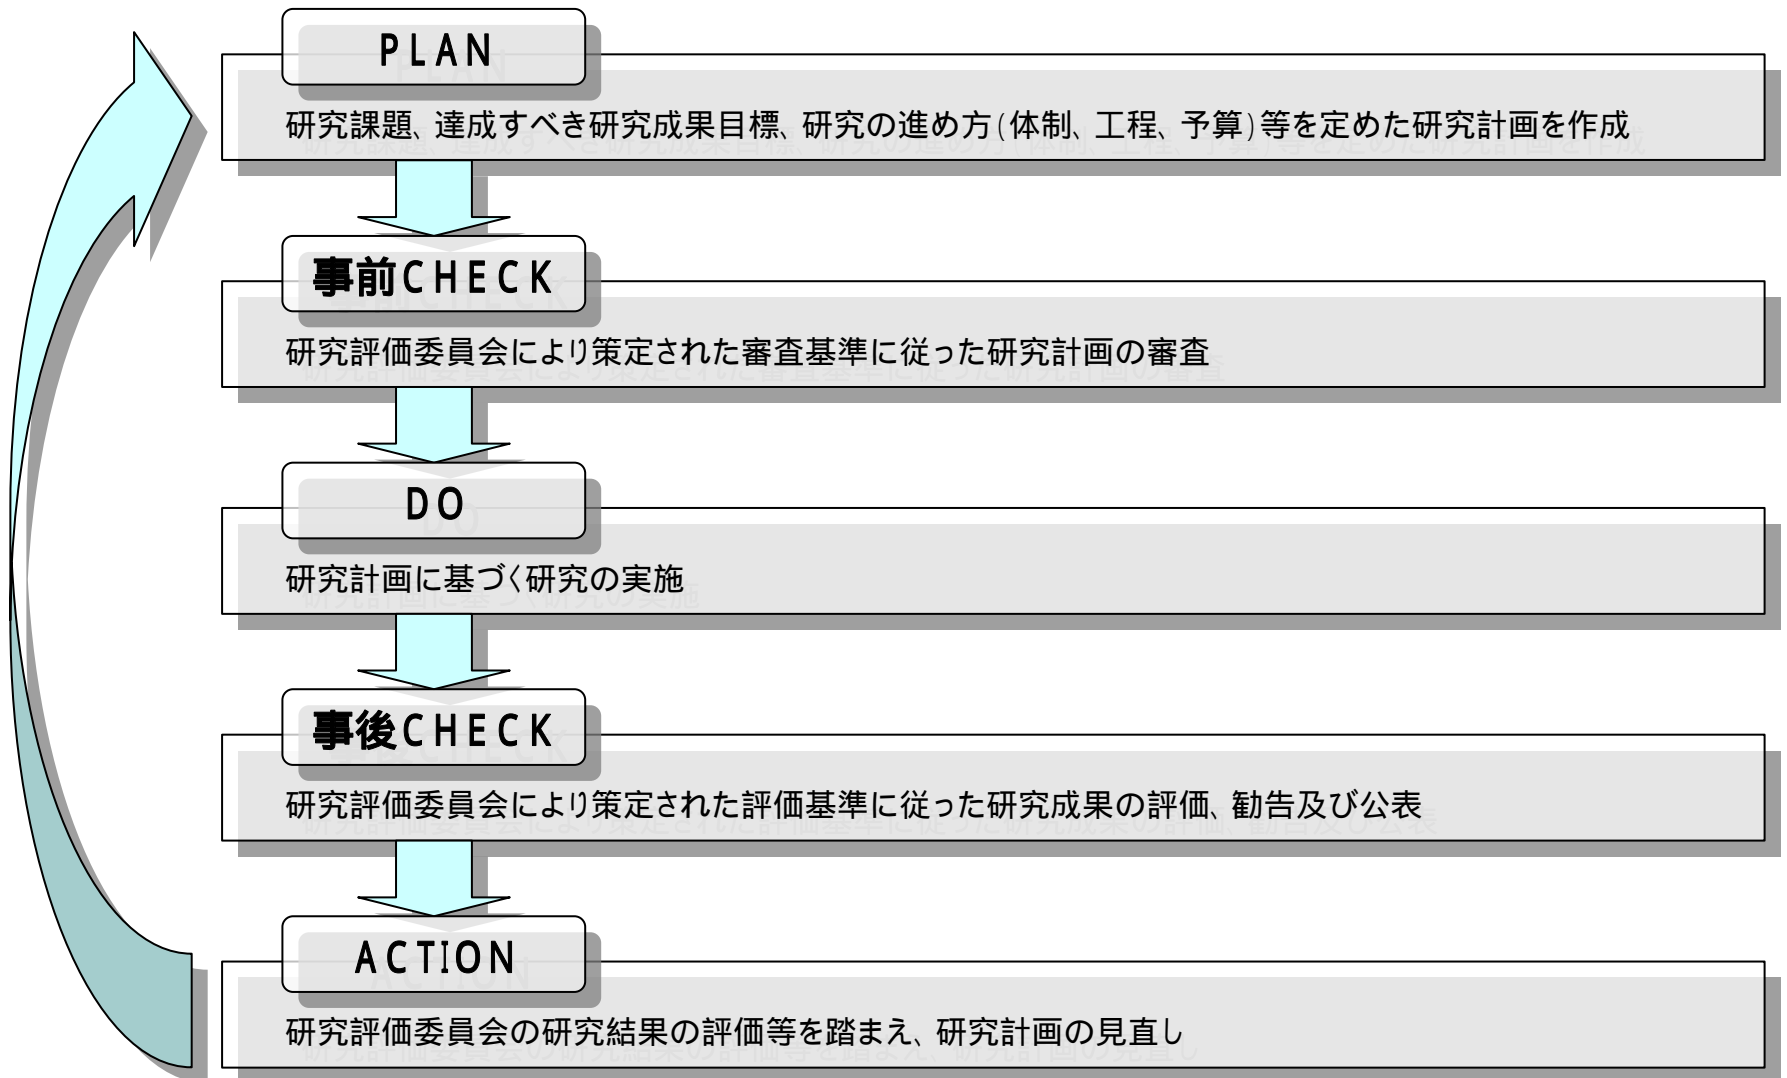 PLAN
研究課題、達成すべき研究成果目標、研究の進め方(体制、工程、予算)等を定めた研究計画を作成
事前CHECK
研究評価委員会により策定された審査基準に従った研究計画の審査
DO
研究計画に基づく研究の実施
事後CHECK
研究評価委員会により策定された評価基準に従った研究成果の評価、勧告及び公表
ACTION
研究評価委員会の研究結果の評価等を踏まえ、研究計画の見直し